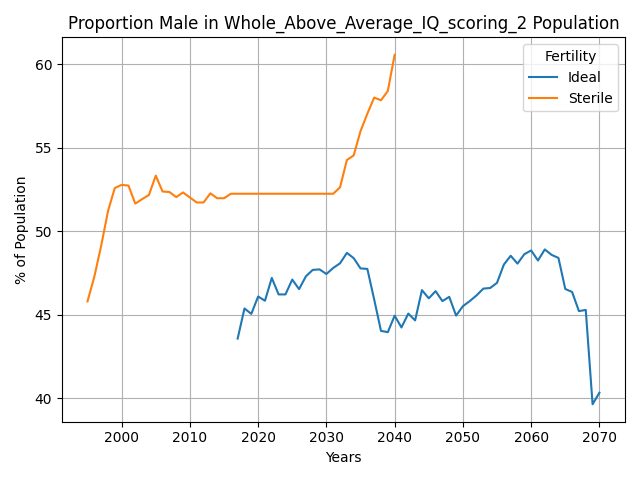 Proportion Male in Whole_Above_Average_IQ_scoring_2 Population
Fertility
Ideal
Sterile
% of Population
60
55
50
45
40
2000 2010 2020 2030 2040 2050 2060 2070
Years